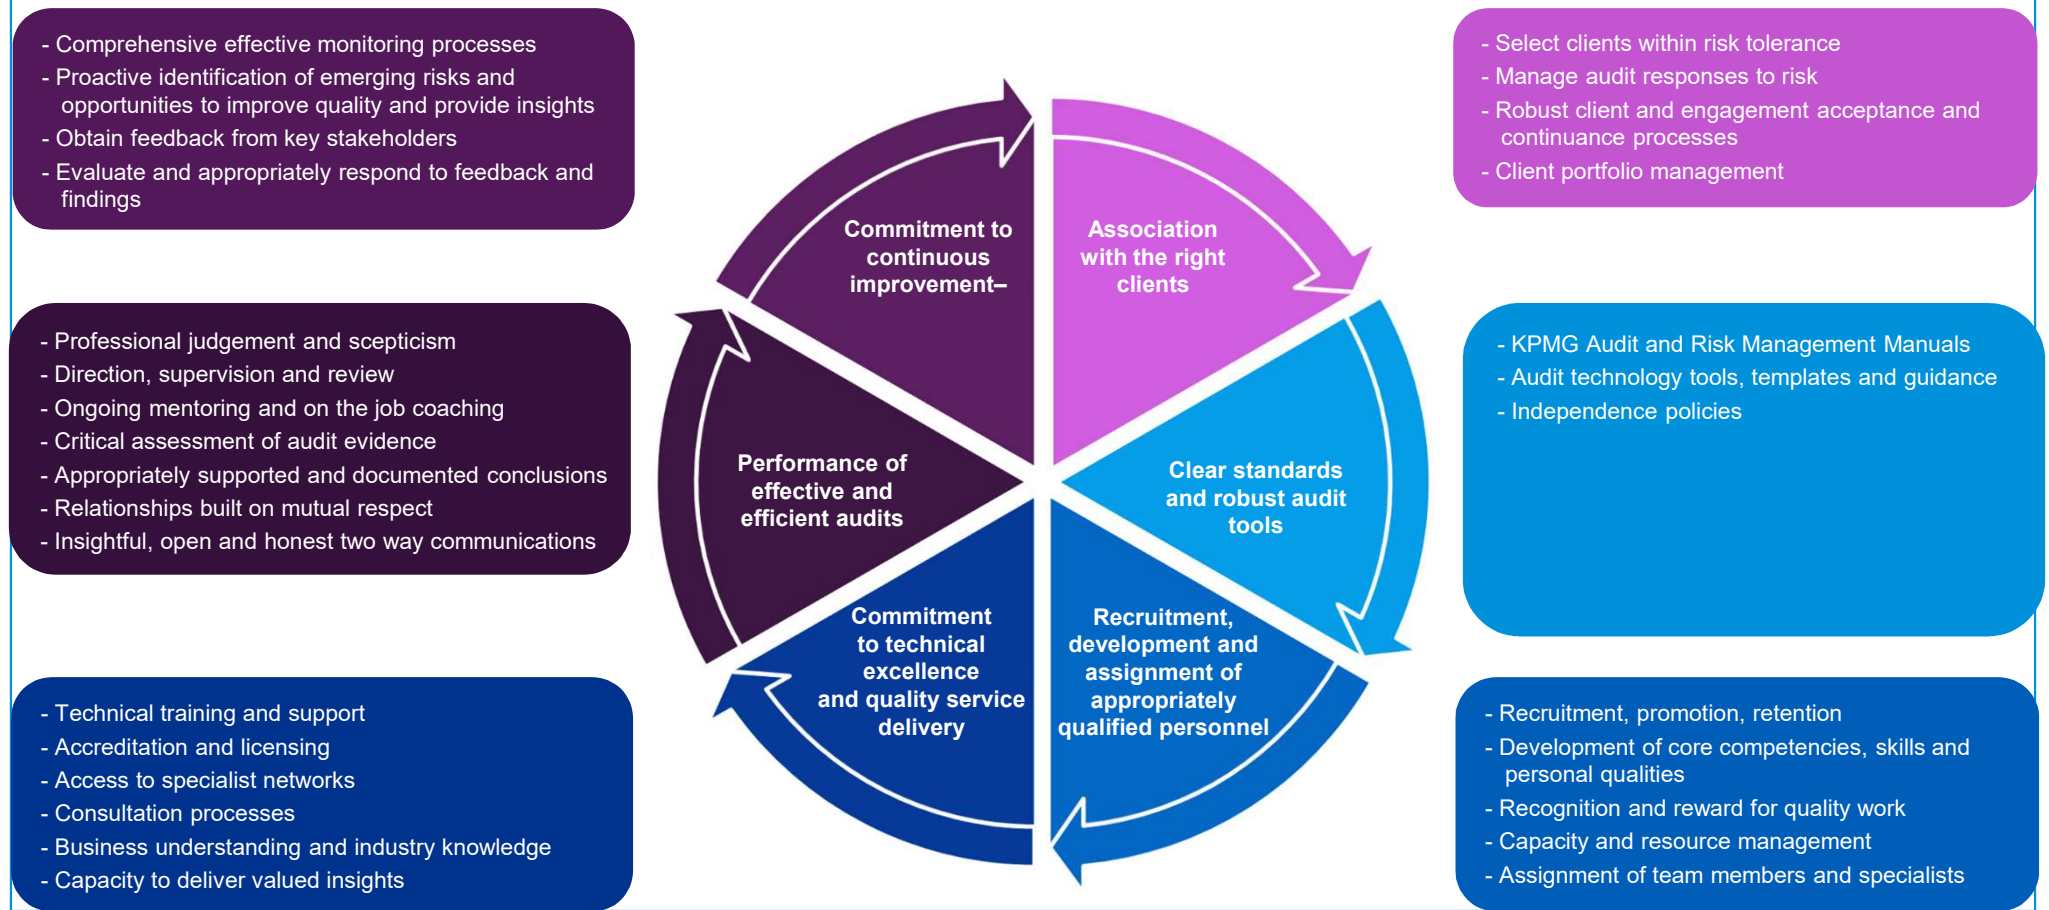 - Comprehensive effective monitoring processes
- Proactive identification of emerging risks and
opportunities to improve quality and provide insights
- Obtain feedback from key stakeholders
- Evaluate and appropriately respond to feedback and
findings
- Select clients within risk tolerance
- Manage audit responses to risk
- Robust client and engagement acceptance and
continuance processes
- Client portfolio management
Commitment to
continuous
improvement–
Association
with the right
clients
- Professional judgement and scepticism
- Direction, supervision and review
- Ongoing mentoring and on the job coaching
- Critical assessment of audit evidence
- Appropriately supported and documented conclusions
- Relationships built on mutual respect
- Insightful, open and honest two way communications
Performance of
effective and
efficient audits
Clear standards
and robust audit
tools
- KPMG Audit and Risk Management Manuals
- Audit technology tools, templates and guidance
- Independence policies
Commitment
to technical
excellence
and quality service
delivery
Recruitment,
development and
assignment of
appropriately
qualified personnel
- Technical training and support
- Accreditation and licensing
- Access to specialist networks
- Consultation processes
- Business understanding and industry knowledge
- Capacity to deliver valued insights
- Recruitment, promotion, retention
- Development of core competencies, skills and
personal qualities
- Recognition and reward for quality work
- Capacity and resource management
- Assignment of team members and specialists